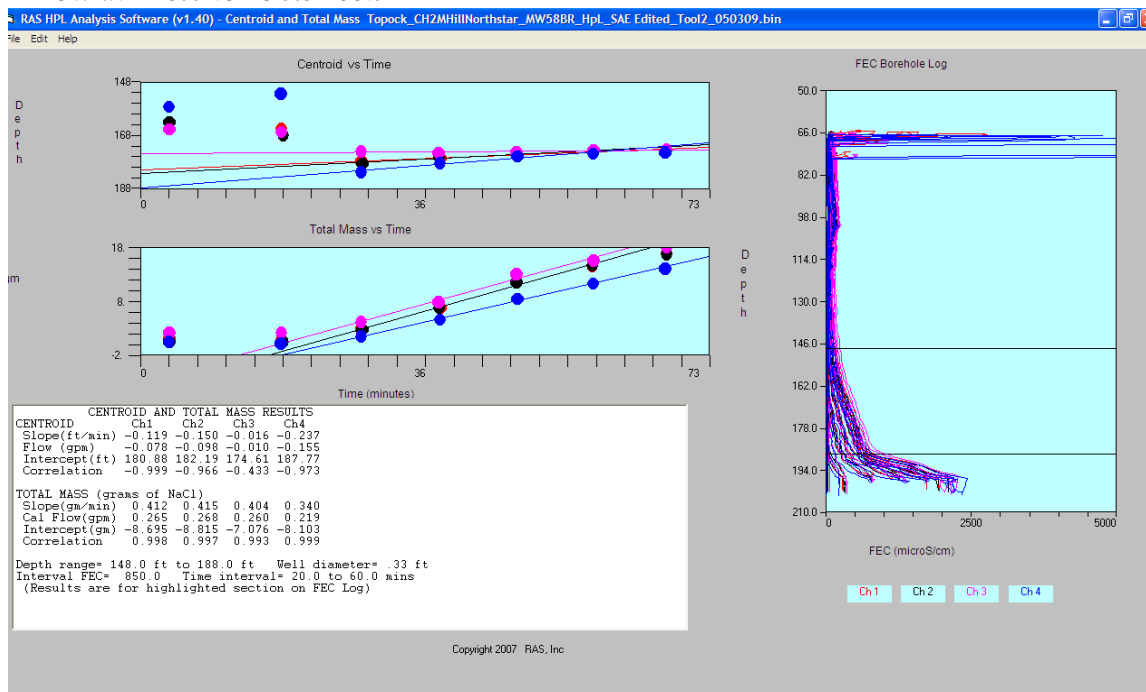 RAS HPL Analysis Software (v1.40) - Centroid and Total Mass Topock_CH2MHillNorthstar_MW58BR_HpL_SAE Edited_Tool2_050309.bin
File Edit Help
Centroid vs Time
148
168
188
Depth
0 36 73
Total Mass vs Time
18.
8.
-2.
gm
0 36 73
Time (minutes)
CENTROID AND TOTAL MASS RESULTS
CENTROID Ch1 Ch2 Ch3 Ch4
Slope(ft/min) -0.119 -0.150 -0.016 -0.237
Flow (gpm) -0.078 -0.098 -0.010 -0.155
Intercept(ft) 180.88 182.19 174.61 187.77
Correlation -0.999 -0.966 -0.433 -0.973
TOTAL MASS (grams of NaCl)
Slope(gm/min) 0.412 0.415 0.404 0.340
Cal Flow(gpm) 0.265 0.268 0.260 0.219
Intercept(gm) -8.695 -8.815 -7.076 -8.103
Correlation 0.998 0.997 0.993 0.999
Depth range= 148.0 ft to 188.0 ft Well diameter= .33 ft
Interval FEC= 850.0 Time interval= 20.0 to 60.0 mins
(Results are for highlighted section on FEC Log)
FEC Borehole Log
50.0
66.0
82.0
98.0
114.0
130.0
146.0
162.0
178.0
194.0
210.0
Depth
0 2500 5000
FEC (microS/cm)
Ch 1 Ch 2 Ch 3 Ch 4
Copyright 2007 RAS, Inc